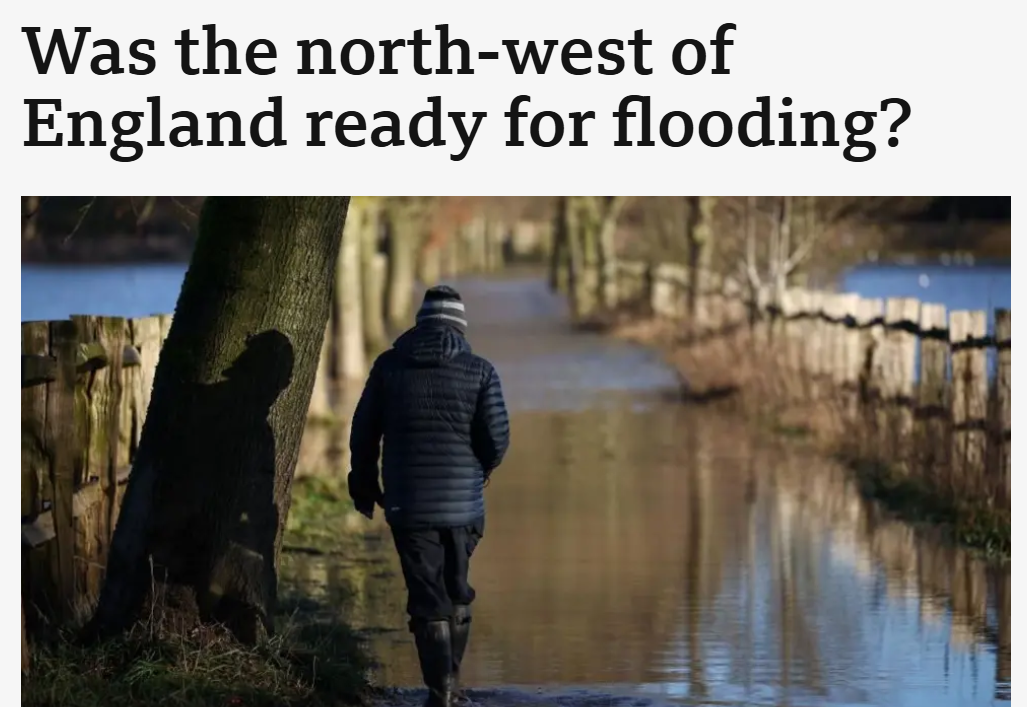 Was the north-west of
England ready for flooding?